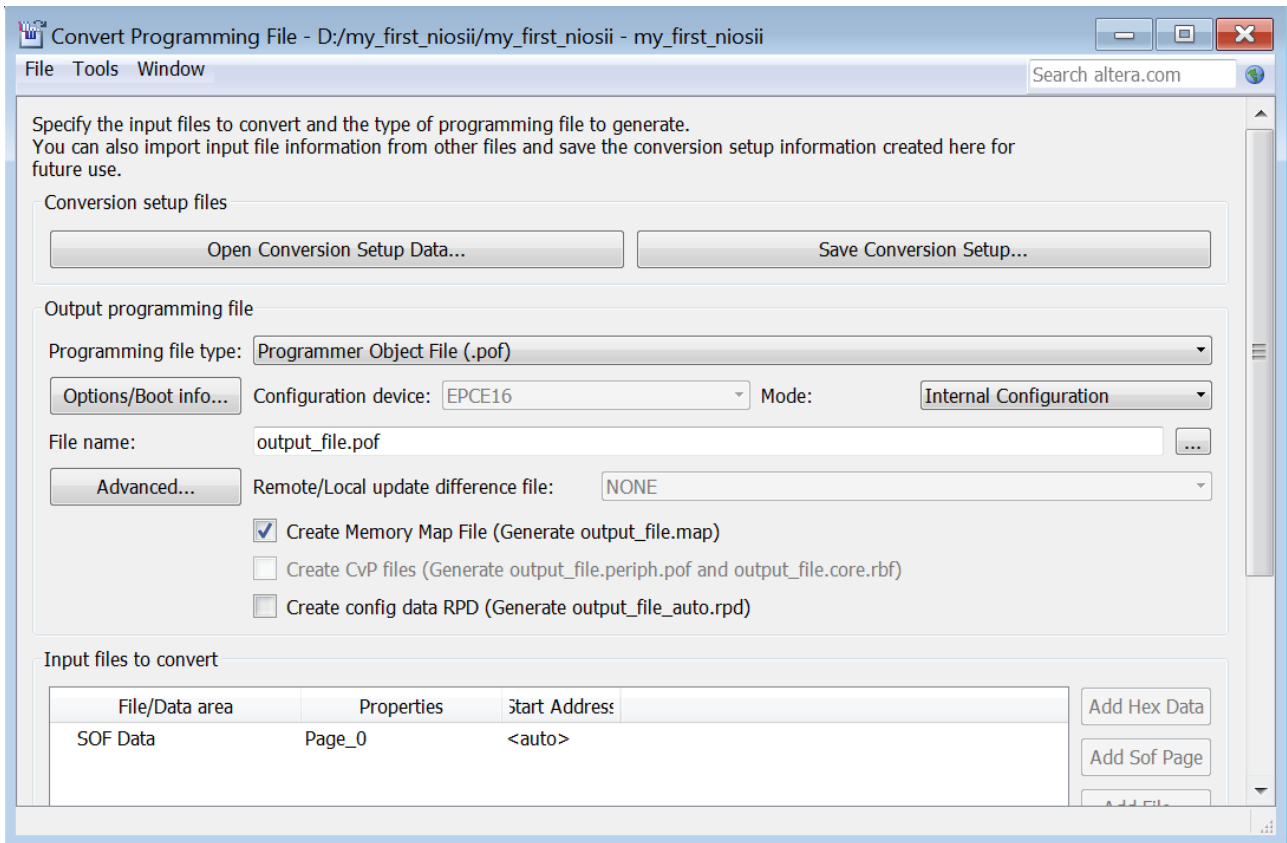 Convert Programming File - D:/my_first_niosii/my_first_niosii - my_first_niosii
File Tools Window
Search altera.com
Specify the input files to convert and the type of programming file to generate.
You can also import input file information from other files and save the conversion setup information created here for
future use.
Conversion setup files
Open Conversion Setup Data...
Save Conversion Setup...
Output programming file
Programming file type: Programmer Object File (.pof)
Options/Boot info... Configuration device: EPCE16 Mode: Internal Configuration
File name: output_file.pof ...
Advanced... Remote/Local update difference file: NONE
Create Memory Map File (Generate output_file.map)
Create CvP files (Generate output_file.periph.pof and output_file.core.rbf)
Create config data RPD (Generate output_file_auto.rpd)
Input files to convert
File/Data area Properties Start Address
Add Hex Data
SOF Data Page_0 <auto>
Add Sof Page
Add File